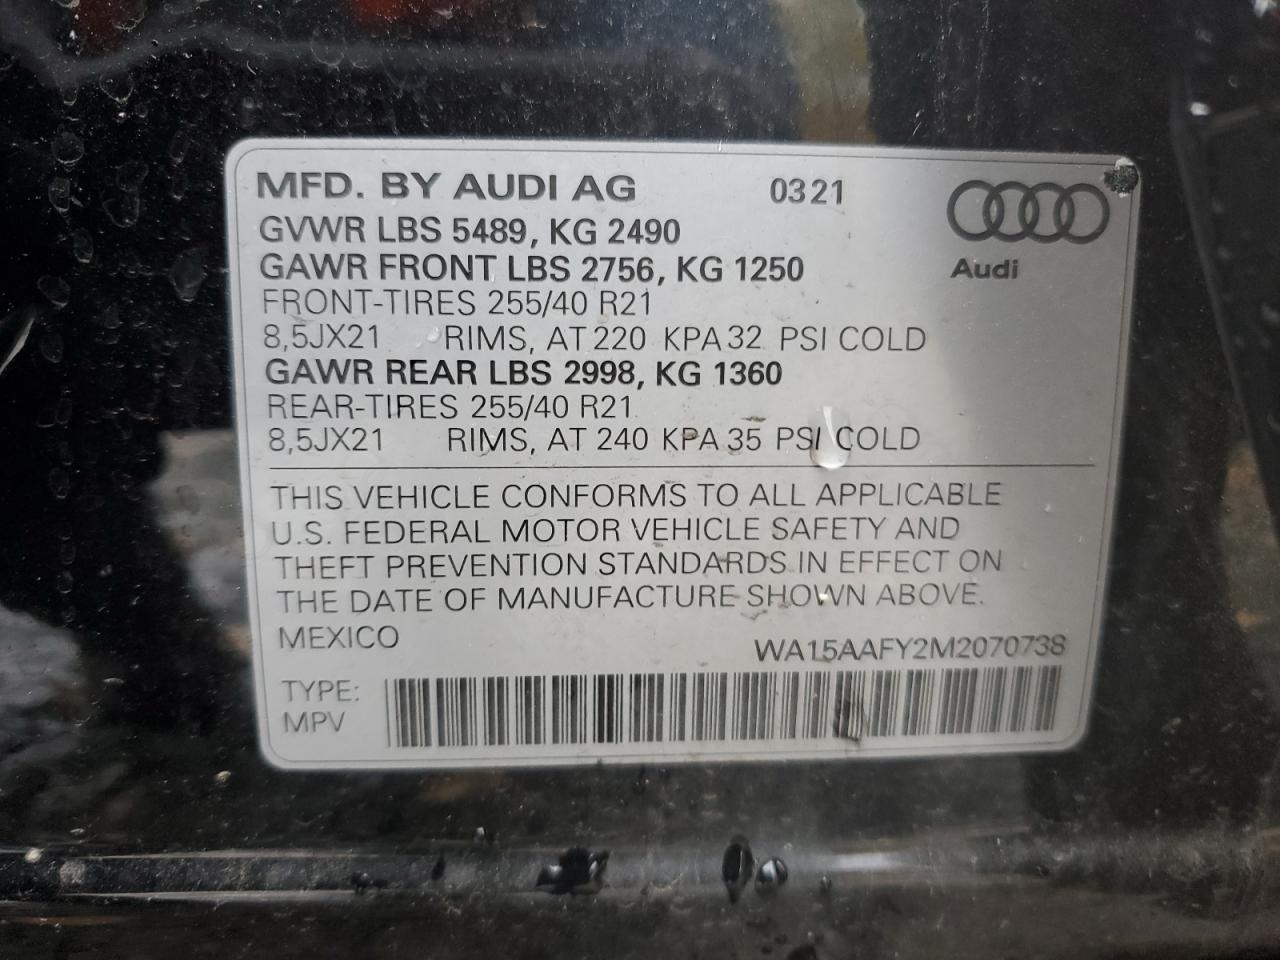 MFD. BY AUDI AG 0321
GVWR LBS 5489, KG 2490
GAWR FRONT LBS 2756, KG 1250
Audi
FRONT-TIRES 255/40 R21
8,5JX21 RIMS, AT 220 KPA 32 PSI COLD
GAWR REAR LBS 2998, KG 1360
REAR-TIRES 255/40 R21
8,5JX21 RIMS, AT 240 KPA 35 PSI COLD
THIS VEHICLE CONFORMS TO ALL APPLICABLE
U.S. FEDERAL MOTOR VEHICLE SAFETY AND
THEFT PREVENTION STANDARDS IN EFFECT ON
THE DATE OF MANUFACTURE SHOWN ABOVE.
MEXICO WA15AAFY2M2070738
TYPE:
MPV